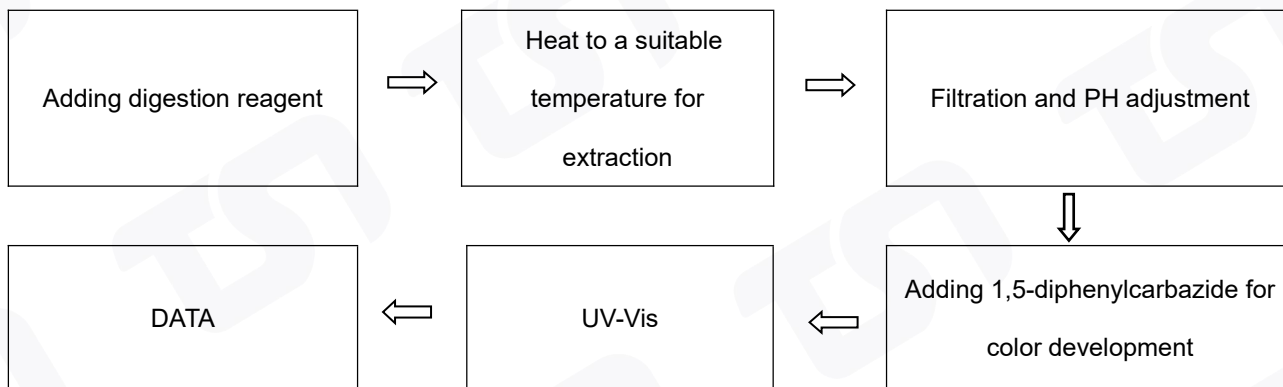 Adding digestion reagent
Heat to a suitable
temperature for
extraction
Filtration and PH adjustment
Adding 1,5-diphenylcarbazide for
color development
UV-Vis
DATA